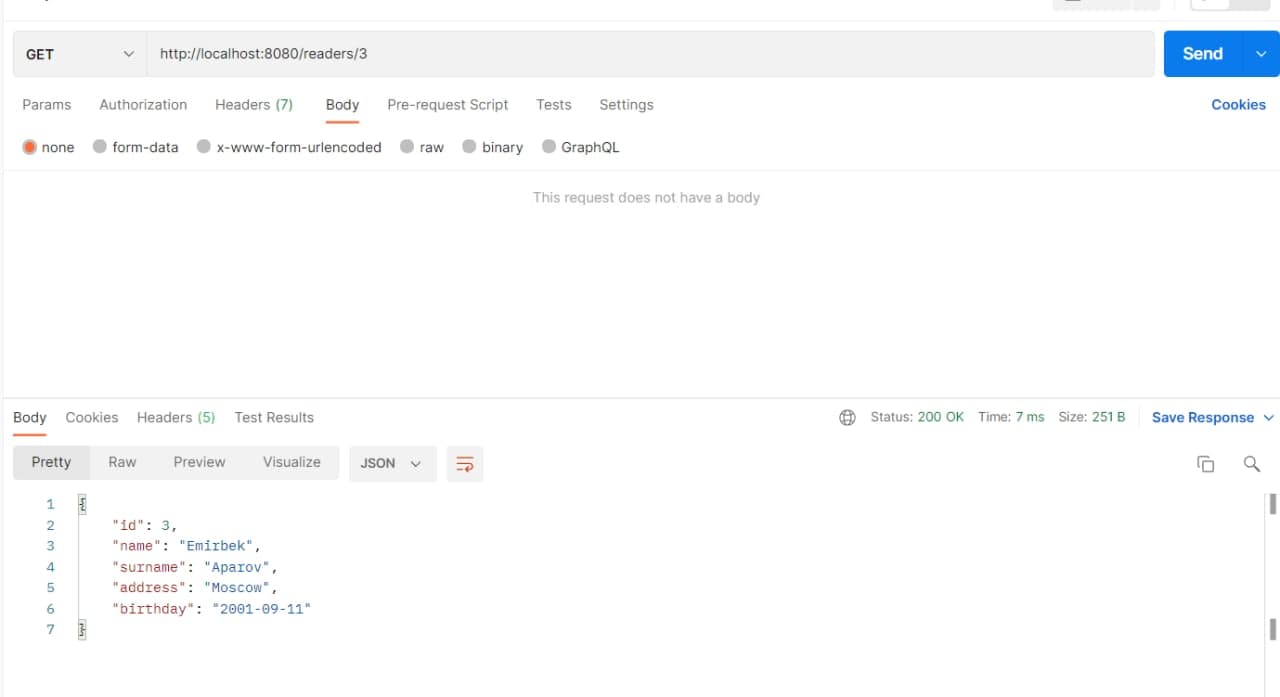 GET http://localhost:8080/readers/3 Send
Params Authorization Headers (7) Body Pre-request Script Tests Settings Cookies
none form-data x-www-form-urlencoded raw binary GraphQL
This request does not have a body
Body Cookies Headers (5) Test Results Status: 200 OK Time: 7 ms Size: 251 B Save Response
Pretty Raw Preview Visualize JSON
1 {
2 "id": 3,
3 "name": "Emirbek",
4 "surname": "Aparov",
5 "address": "Moscow",
6 "birthday": "2001-09-11"
7 }